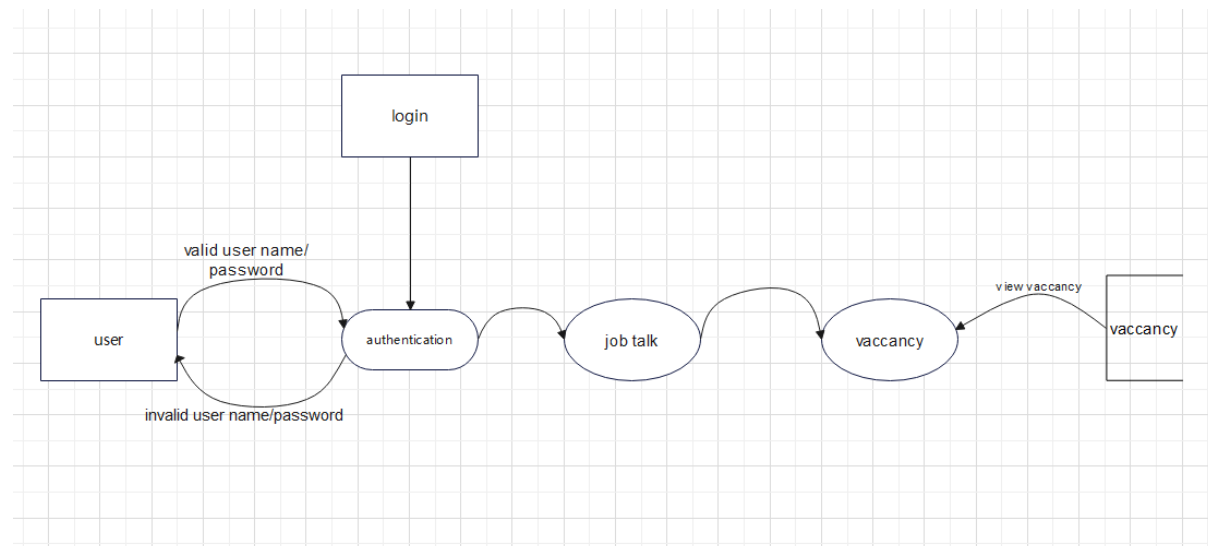 login
valid user name/
password
user
authentication
job talk
vaccancy
view vaccancy
vaccancy
invalid user name/password